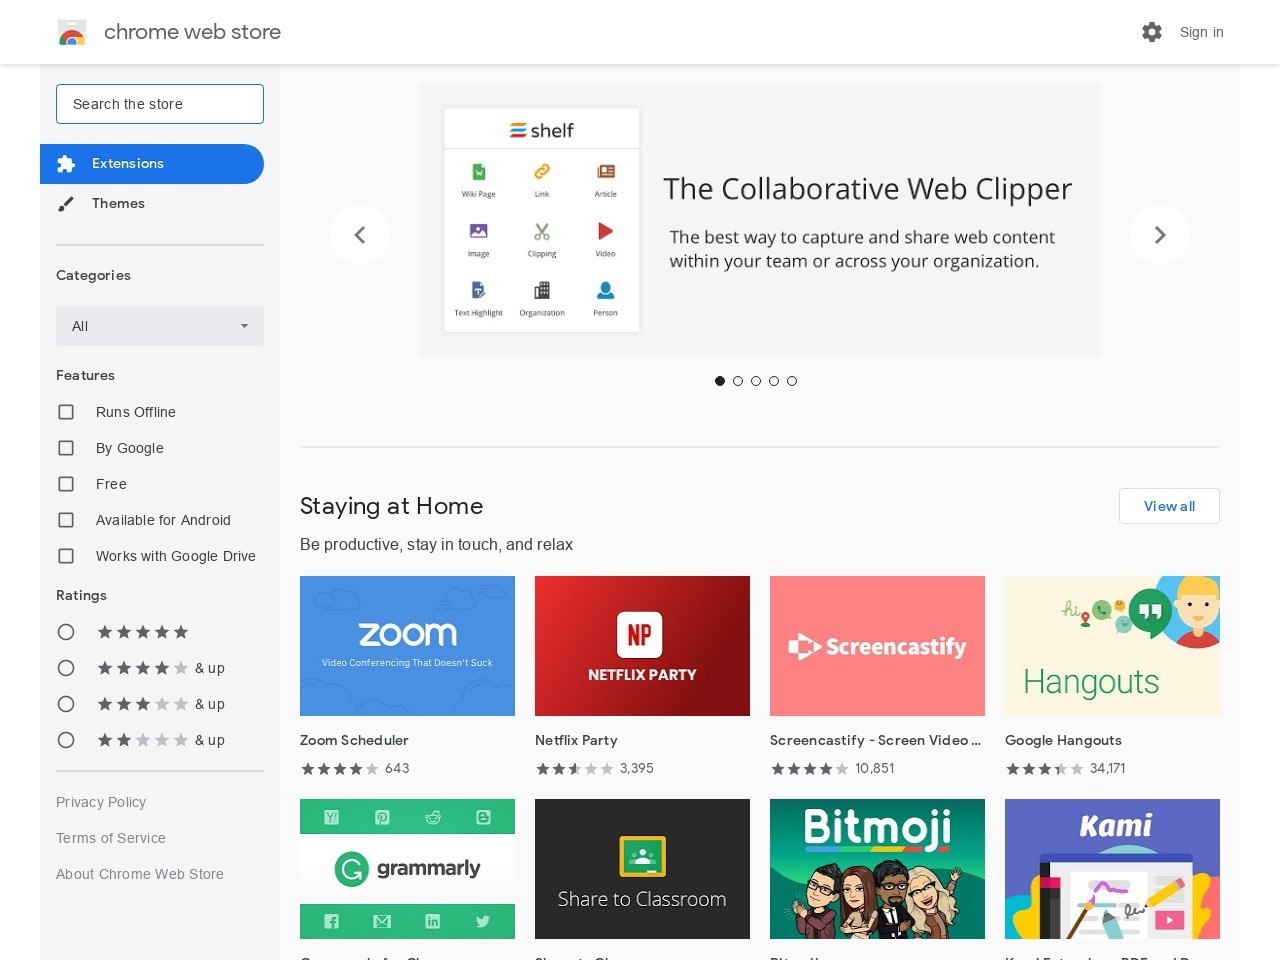 chrome web store
Sign in
Search the store
Extensions
Themes
Categories
All
Features
Runs Offline
By Google
Free
Available for Android
Works with Google Drive
Ratings
& up
& up
& up
Privacy Policy
Terms of Service
About Chrome Web Store
shelf
Wiki Page Link Article
Image Clipping Video
Text Highlight Organization Person
The Collaborative Web Clipper
The best way to capture and share web content
within your team or across your organization.
Staying at Home
View all
Be productive, stay in touch, and relax
zoom
Video Conferencing That Doesn't Suck
Zoom Scheduler
643
NP
NETFLIX PARTY
Netflix Party
3,395
Screencastify
Screencastify - Screen Video ...
10,851
hi
Hangouts
Google Hangouts
34,171
grammarly
Share to Classroom
Bitmoji
Kami